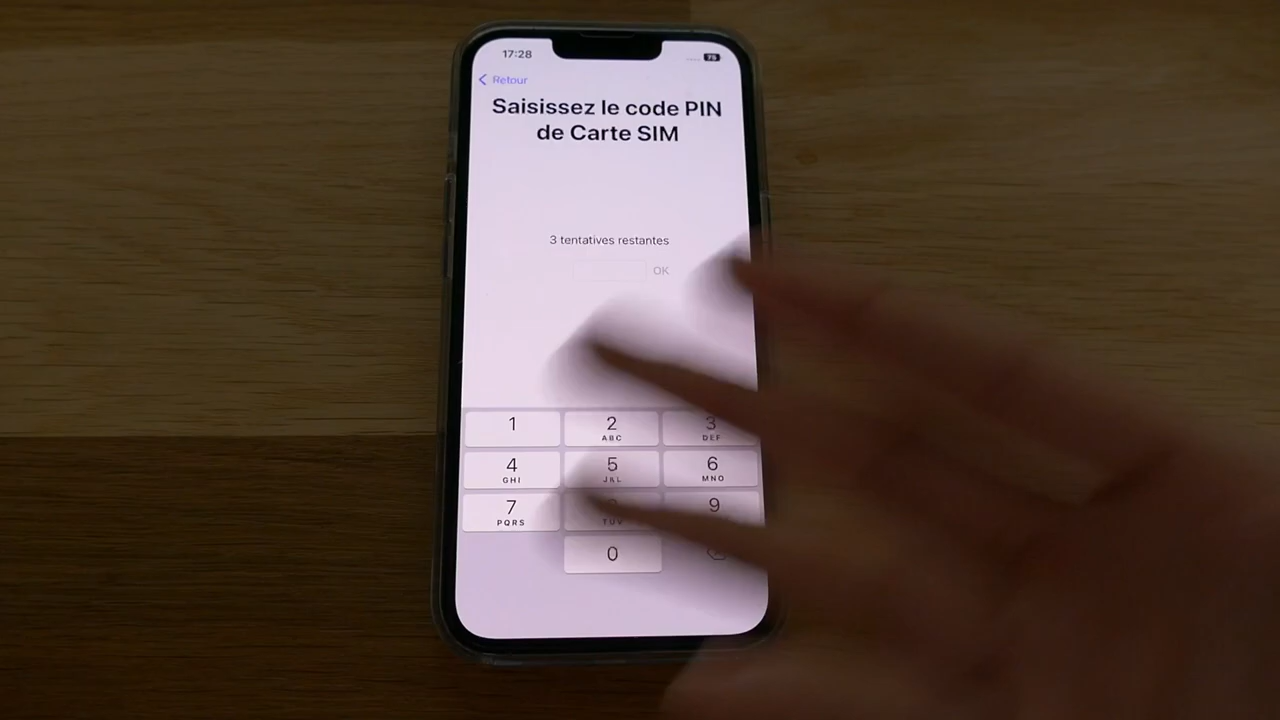 17:28
75
Retour
Saisissez le code PIN
de Carte SIM
3 tentatives restantes
OK
1 2 3
ABC DEF
4 5 6
GHI JKL MNO
7 9
PQRS TUV
0